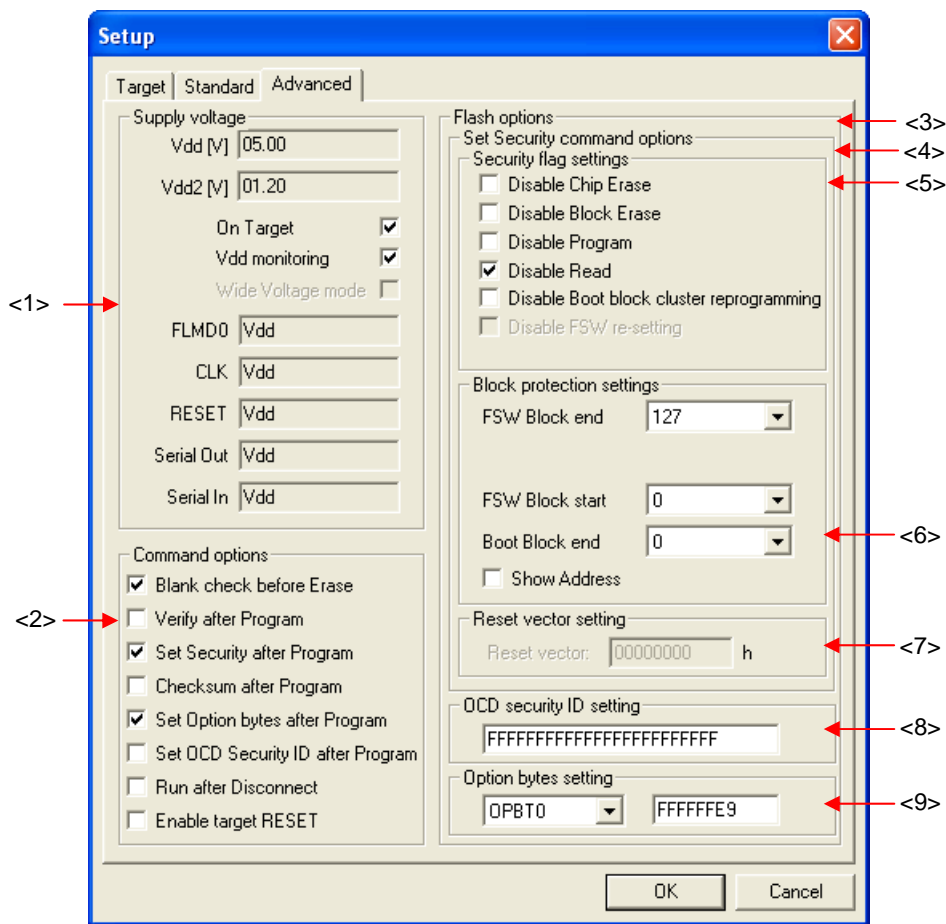 Setup
Target Standard Advanced
Supply voltage
Vdd [V] 05.00
Vdd2 [V] 01.20
On Target
Vdd monitoring
Wide Voltage mode
FLMD0 Vdd
CLK Vdd
RESET Vdd
Serial Out Vdd
Serial In Vdd
<1>
Command options
Blank check before Erase
Verify after Program
Set Security after Program
Checksum after Program
Set Option bytes after Program
Set OCD Security ID after Program
Run after Disconnect
Enable target RESET
<2>
Flash options
<3>
Set Security command options
<4>
Security flag settings
Disable Chip Erase
<5>
Disable Block Erase
Disable Program
Disable Read
Disable Boot block cluster reprogramming
Disable FSW re-setting
Block protection settings
FSW Block end 127
FSW Block start 0
Boot Block end 0
<6>
Show Address
Reset vector setting
Reset vector: 00000000 h
<7>
OCD security ID setting
FFFFFFFFFFFFFFFFFFFFFFFF
<8>
Option bytes setting
OPBT0 FFFFFFE9
<9>
OK Cancel